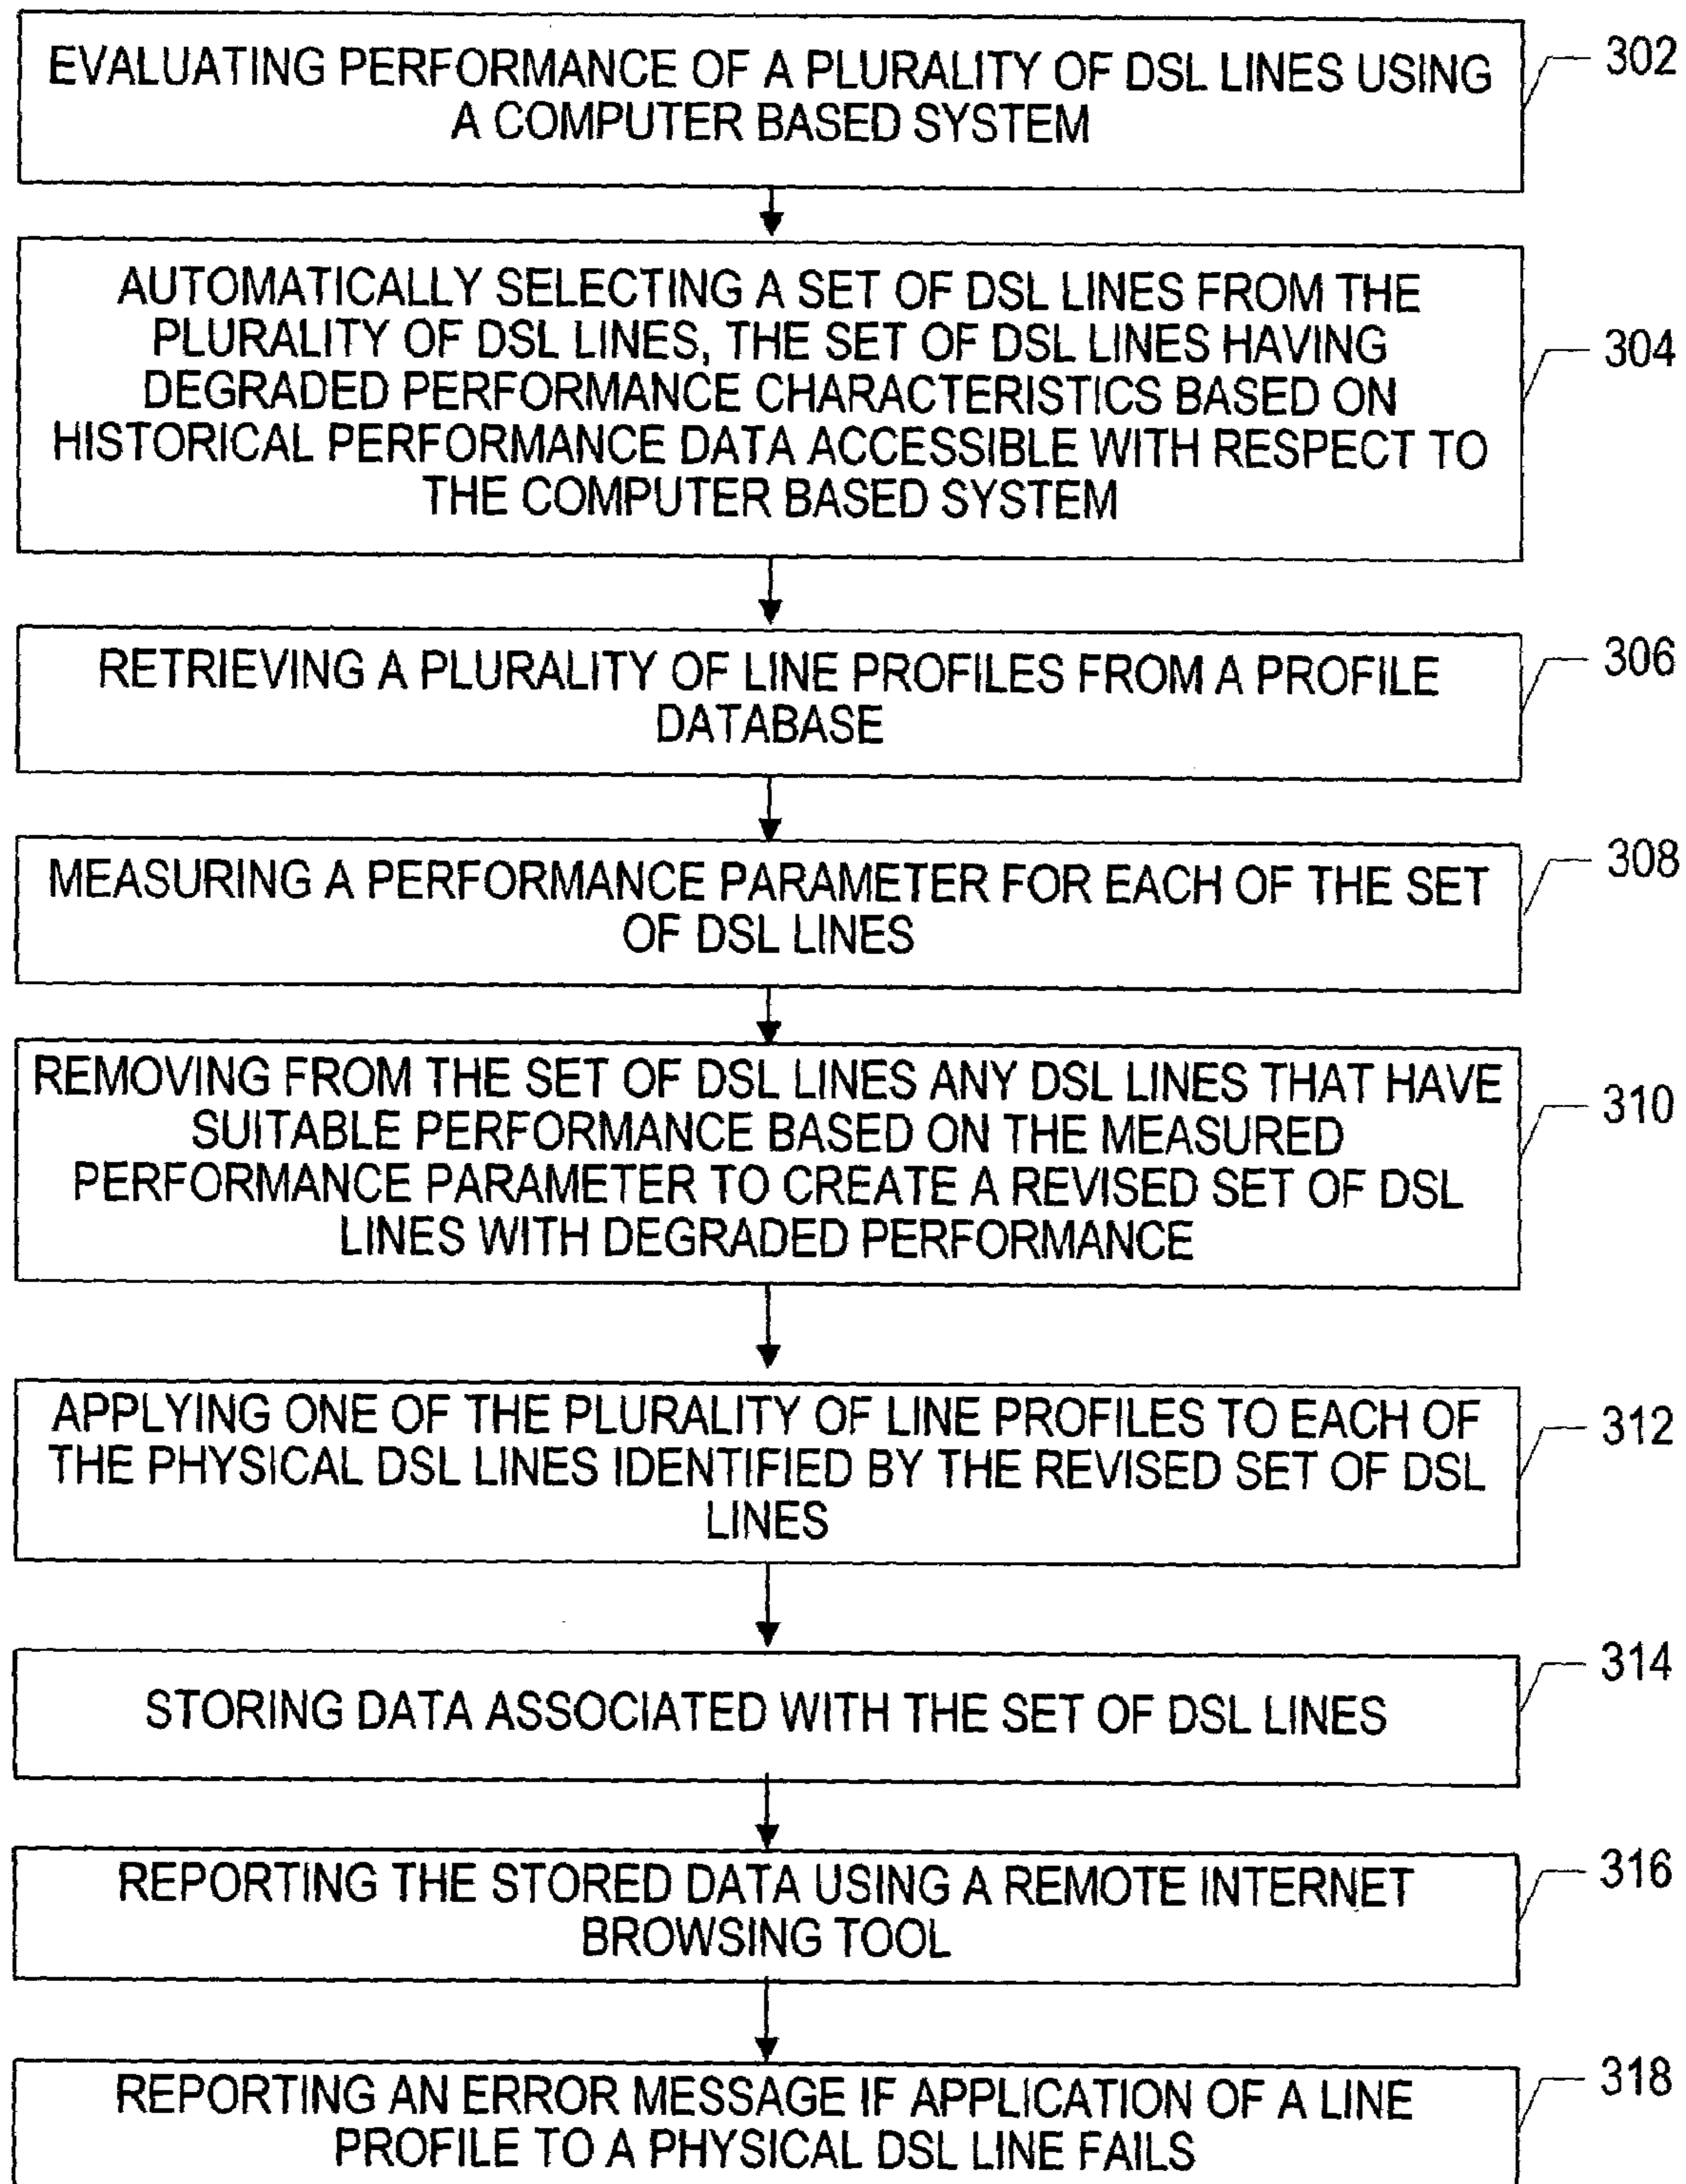 EVALUATING PERFORMANCE OF A PLURALITY OF DSL LINES USING
A COMPUTER BASED SYSTEM
302
AUTOMATICALLY SELECTING A SET OF DSL LINES FROM THE
PLURALITY OF DSL LINES, THE SET OF DSL LINES HAVING
DEGRADED PERFORMANCE CHARACTERISTICS BASED ON
HISTORICAL PERFORMANCE DATA ACCESSIBLE WITH RESPECT TO
THE COMPUTER BASED SYSTEM
304
RETRIEVING A PLURALITY OF LINE PROFILES FROM A PROFILE
DATABASE
306
MEASURING A PERFORMANCE PARAMETER FOR EACH OF THE SET
OF DSL LINES
308
REMOVING FROM THE SET OF DSL LINES ANY DSL LINES THAT HAVE
SUITABLE PERFORMANCE BASED ON THE MEASURED
PERFORMANCE PARAMETER TO CREATE A REVISED SET OF DSL
LINES WITH DEGRADED PERFORMANCE
310
APPLYING ONE OF THE PLURALITY OF LINE PROFILES TO EACH OF
THE PHYSICAL DSL LINES IDENTIFIED BY THE REVISED SET OF DSL
LINES
312
STORING DATA ASSOCIATED WITH THE SET OF DSL LINES
314
REPORTING THE STORED DATA USING A REMOTE INTERNET
BROWSING TOOL
316
REPORTING AN ERROR MESSAGE IF APPLICATION OF A LINE
PROFILE TO A PHYSICAL DSL LINE FAILS
318